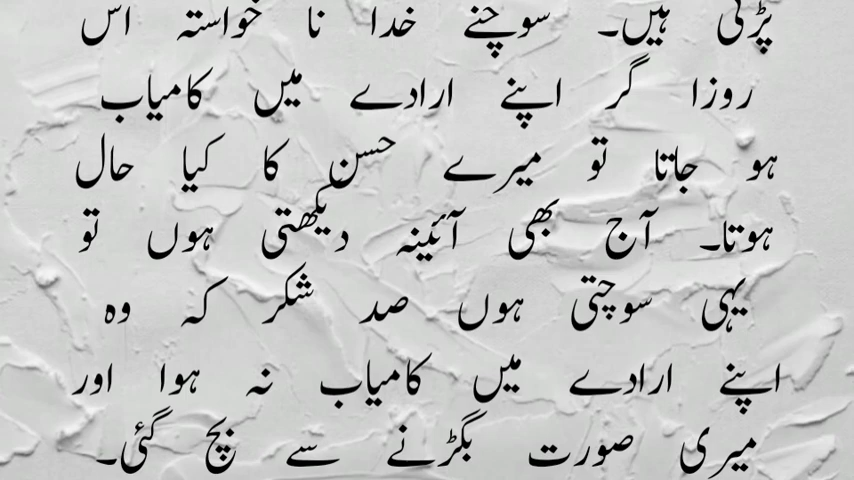 پڑتی ہیں۔ سوچئے خدا نا خواستہ اس
روزا گر اپنے ارادے میں کامیاب
ہو جاتا تو میرے حسن کا کیا حال
ہوتا۔ آج بھی آئینہ دیکھتی ہوں تو
یہی سوچتی ہوں صد شکر کہ وہ
اپنے ارادے میں کامیاب نہ ہوا اور
میری صورت بگڑنے سے بچ گئی۔